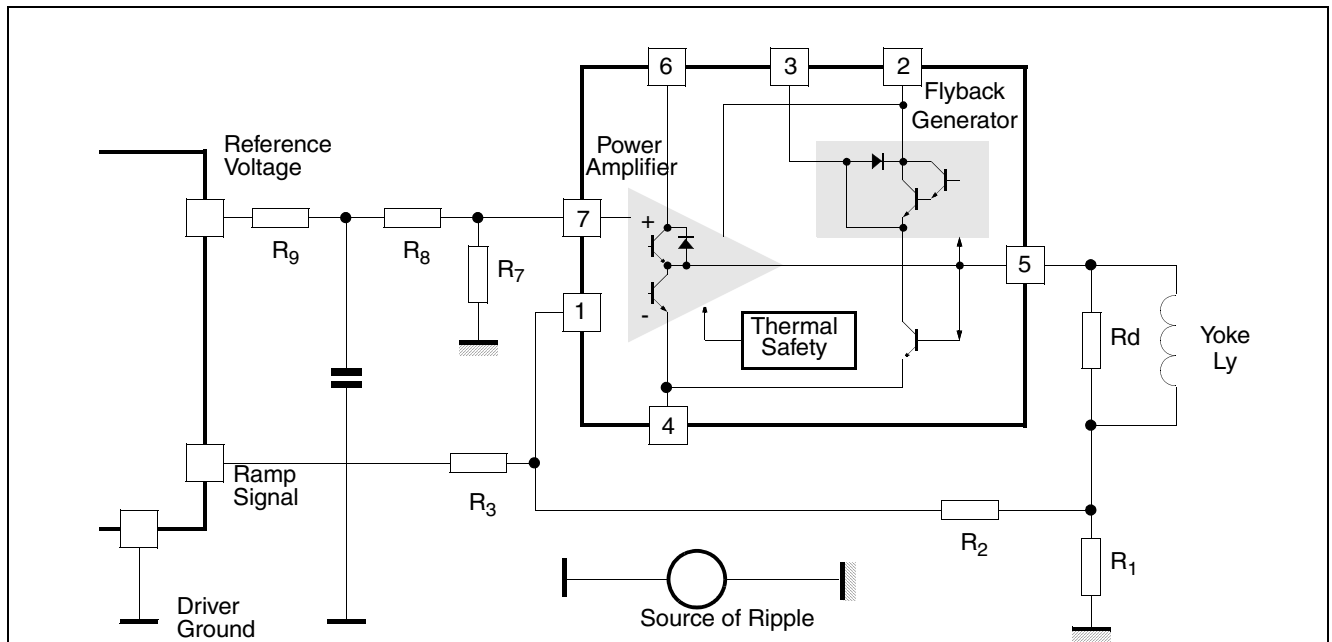 6
3
2
Flyback
Generator
Reference
Voltage
Power
Amplifier
7
+
R9
R8
R7
5
1
-
Thermal
Safety
Rd
Yoke
Ly
4
Ramp
Signal
R3
R2
R1
Driver
Ground
Source of Ripple